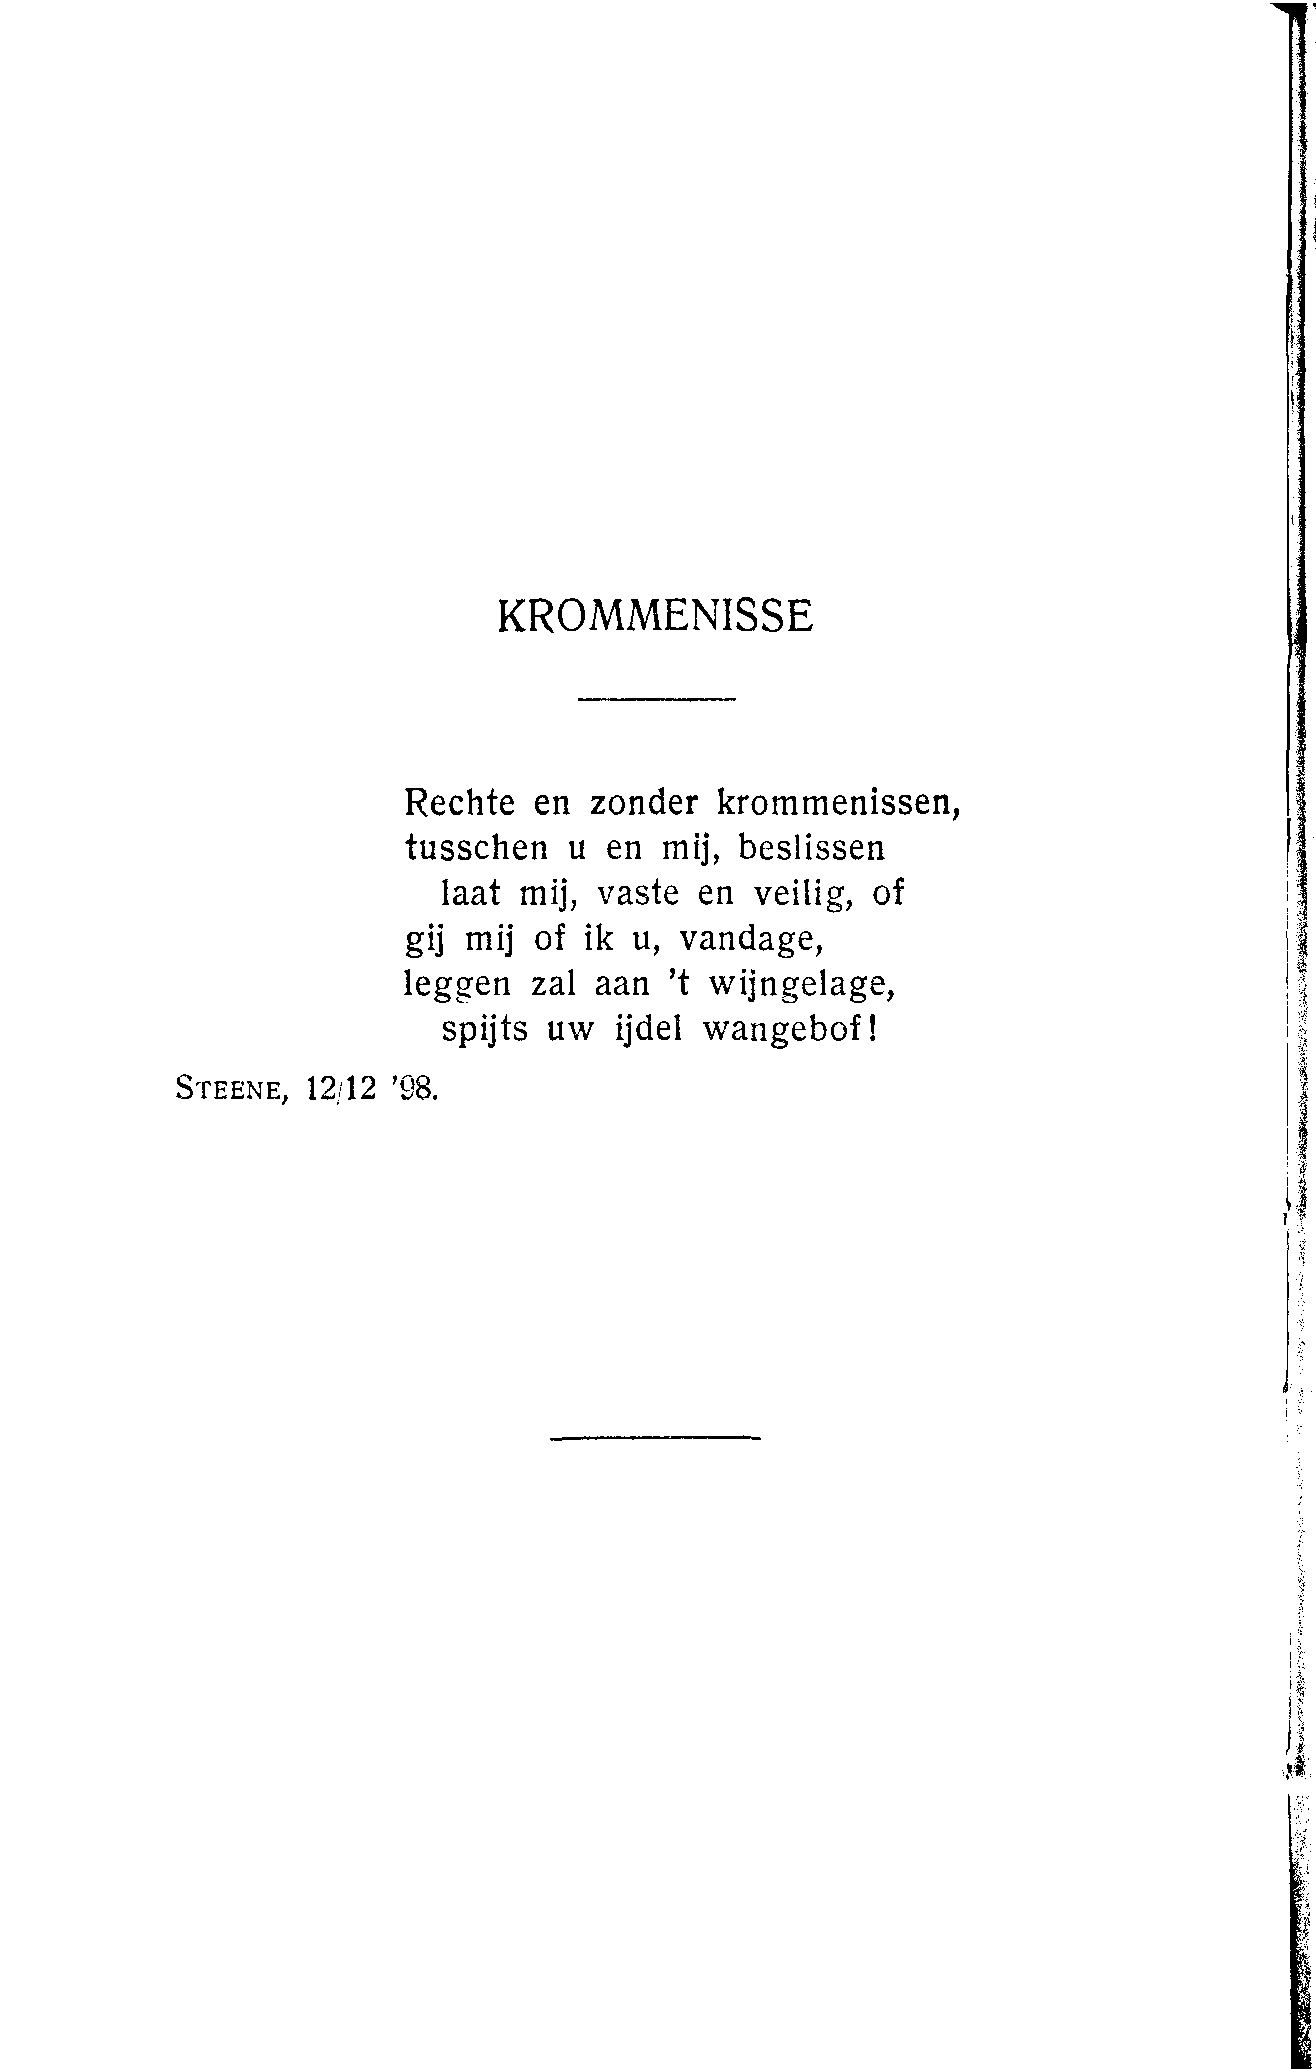 KROMMENISSE
Rechte en zonder krommenissen,
tusschen u en mij, beslissen
laat mij, vaste en veilig, of
gij mij of ik u, vandage,
leggen zal aan 't wijngelage,
spijts uw ijdel wangebof!
STEENE, 12/12 '98.